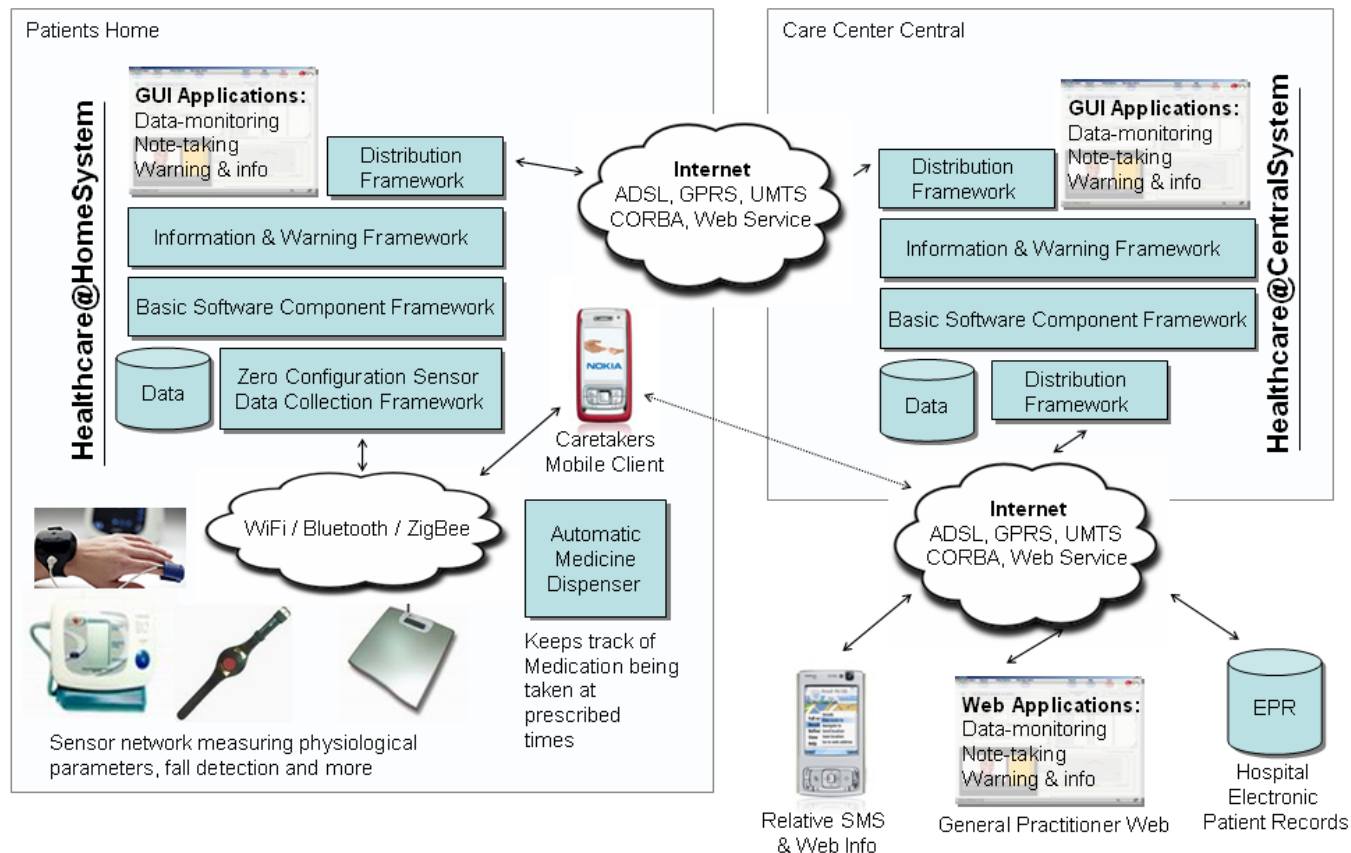 Patients Home
Healthcare@HomeSystem
GUI Applications:
Data-monitoring
Note-taking
Warning & info
Distribution
Framework
Information & Warning Framework
Basic Software Component Framework
Data
Zero Configuration Sensor
Data Collection Framework
WiFi / Bluetooth / ZigBee
Sensor network measuring physiological
parameters, fall detection and more
Automatic
Medicine
Dispenser
Keeps track of
Medication being
taken at
prescribed
times
NOKIA
Caretakers
Mobile Client
Internet
ADSL, GPRS, UMTS
CORBA, Web Service
Care Center Central
Healthcare@CentralSystem
GUI Applications:
Data-monitoring
Note-taking
Warning & info
Distribution
Framework
Information & Warning Framework
Basic Software Component Framework
Data
Distribution
Framework
Internet
ADSL, GPRS, UMTS
CORBA, Web Service
Relative SMS
& Web Info
Web Applications:
Data-monitoring
Note-taking
Warning & info
General Practitioner Web
EPR
Hospital
Electronic
Patient Records